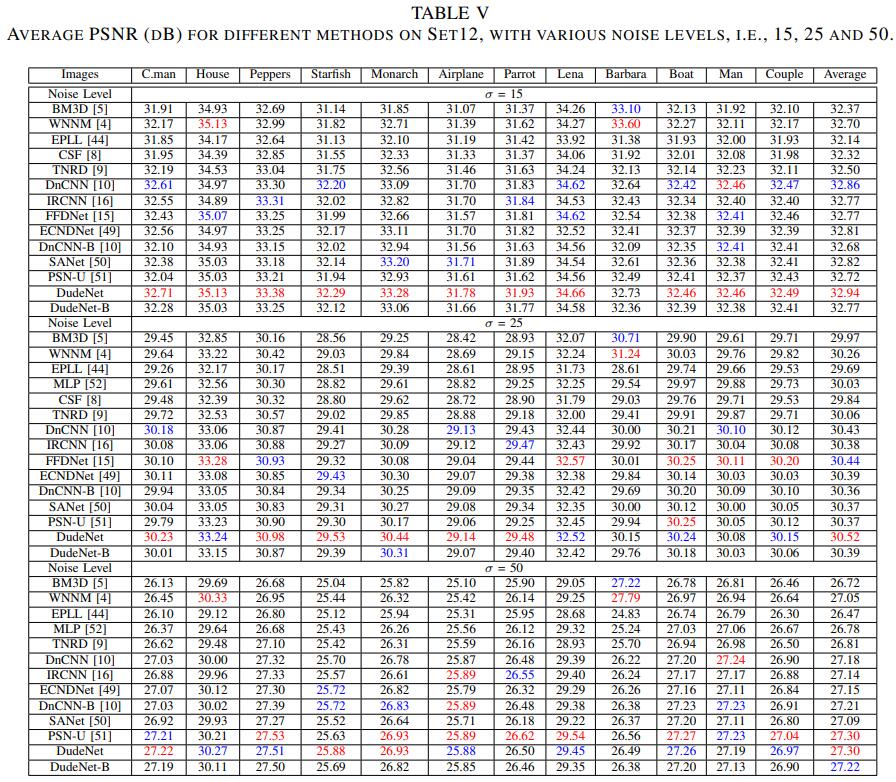 TABLE V
AVERAGE PSNR (DB) FOR DIFFERENT METHODS ON SET12, WITH VARIOUS NOISE LEVELS, I.E., 15, 25 AND 50.
Images C.man House Peppers Starfish Monarch Airplane Parrot Lena Barbara Boat Man Couple Average
Noise Level σ = 15
BM3D [5] 31.91 34.93 32.69 31.14 31.85 31.07 31.37 34.26 33.10 32.13 31.92 32.10 32.37
WNNM [4] 32.17 35.13 32.99 31.82 32.71 31.39 31.62 34.27 33.60 32.27 32.11 32.17 32.70
EPLL [44] 31.85 34.17 32.64 31.13 32.10 31.19 31.42 33.92 31.38 31.93 32.00 31.93 32.14
CSF [8] 31.95 34.39 32.85 31.55 32.33 31.33 31.37 34.06 31.92 32.01 32.08 31.98 32.32
TNRD [9] 32.19 34.53 33.04 31.75 32.56 31.46 31.63 34.24 32.13 32.14 32.23 32.11 32.50
DnCNN [10] 32.61 34.97 33.30 32.20 33.09 31.70 31.83 34.62 32.64 32.42 32.46 32.47 32.86
IRCNN [16] 32.55 34.89 33.31 32.02 32.82 31.70 31.84 34.53 32.43 32.34 32.40 32.40 32.77
FFDNet [15] 32.43 35.07 33.25 31.99 32.66 31.57 31.81 34.62 32.54 32.38 32.41 32.46 32.77
ECNDNet [49] 32.56 34.97 33.25 32.17 33.11 31.70 31.82 32.52 32.41 32.37 32.39 32.39 32.81
DnCNN-B [10] 32.10 34.93 33.15 32.02 32.94 31.56 31.63 34.56 32.09 32.35 32.41 32.41 32.68
SANet [50] 32.38 35.03 33.18 32.14 33.20 31.71 31.89 34.54 32.61 32.36 32.38 32.41 32.82
PSN-U [51] 32.04 35.03 33.21 31.94 32.93 31.61 31.62 34.56 32.49 32.41 32.37 32.43 32.72
DudeNet 32.71 35.13 33.38 32.29 33.28 31.78 31.93 34.66 32.73 32.46 32.46 32.49 32.94
DudeNet-B 32.28 35.03 33.25 32.12 33.06 31.66 31.77 34.58 32.36 32.39 32.38 32.41 32.77
Noise Level σ = 25
BM3D [5] 29.45 32.85 30.16 28.56 29.25 28.42 28.93 32.07 30.71 29.90 29.61 29.71 29.97
WNNM [4] 29.64 33.22 30.42 29.03 29.84 28.69 29.15 32.24 31.24 30.03 29.76 29.82 30.26
EPLL [44] 29.26 32.17 30.17 28.51 29.39 28.61 28.95 31.73 28.61 29.74 29.66 29.53 29.69
MLP [52] 29.61 32.56 30.30 28.82 29.61 28.82 29.25 32.25 29.54 29.97 29.88 29.73 30.03
CSF [8] 29.48 32.39 30.32 28.80 29.62 28.72 28.90 31.79 29.03 29.76 29.71 29.53 29.84
TNRD [9] 29.72 32.53 30.57 29.02 29.85 28.88 29.18 32.00 29.41 29.91 29.87 29.71 30.06
DnCNN [10] 30.18 33.06 30.87 29.41 30.28 29.13 29.43 32.44 30.00 30.21 30.10 30.12 30.43
IRCNN [16] 30.08 33.06 30.88 29.27 30.09 29.12 29.47 32.43 29.92 30.17 30.04 30.08 30.38
FFDNet [15] 30.10 33.28 30.93 29.32 30.08 29.04 29.44 32.57 30.01 30.25 30.11 30.20 30.44
ECNDNet [49] 30.11 33.08 30.85 29.43 30.30 29.07 29.38 32.38 29.84 30.14 30.03 30.03 30.39
DnCNN-B [10] 29.94 33.05 30.84 29.34 30.25 29.09 29.35 32.42 29.69 30.20 30.09 30.10 30.36
SANet [50] 30.04 33.05 30.83 29.31 30.27 29.08 29.34 32.35 30.00 30.12 30.00 30.05 30.37
PSN-U [51] 29.79 33.23 30.90 29.30 30.17 29.06 29.25 32.45 29.94 30.25 30.05 30.12 30.37
DudeNet 30.23 33.24 30.98 29.53 30.44 29.14 29.48 32.52 30.15 30.24 30.08 30.15 30.52
DudeNet-B 30.01 33.15 30.87 29.39 30.31 29.07 29.40 32.42 29.76 30.18 30.03 30.06 30.39
Noise Level σ = 50
BM3D [5] 26.13 29.69 26.68 25.04 25.82 25.10 25.90 29.05 27.22 26.78 26.81 26.46 26.72
WNNM [4] 26.45 30.33 26.95 25.44 26.32 25.42 26.14 29.25 27.79 26.97 26.94 26.64 27.05
EPLL [44] 26.10 29.12 26.80 25.12 25.94 25.31 25.95 28.68 24.83 26.74 26.79 26.30 26.47
MLP [52] 26.37 29.64 26.68 25.43 26.26 25.56 26.12 29.32 25.24 27.03 27.06 26.67 26.78
TNRD [9] 26.62 29.48 27.10 25.42 26.31 25.59 26.16 28.93 25.70 26.94 26.98 26.50 26.81
DnCNN [10] 27.03 30.00 27.32 25.70 26.78 25.87 26.48 29.39 26.22 27.20 27.24 26.90 27.18
IRCNN [16] 26.88 29.96 27.33 25.57 26.61 25.89 26.55 29.40 26.24 27.17 27.17 26.88 27.14
ECNDNet [49] 27.07 30.12 27.30 25.72 26.82 25.79 26.32 29.29 26.26 27.16 27.11 26.84 27.15
DnCNN-B [10] 27.03 30.02 27.39 25.72 26.83 25.89 26.48 29.38 26.38 27.23 27.23 26.91 27.21
SANet [50] 26.92 29.93 27.27 25.52 26.64 25.71 26.18 29.22 26.37 27.20 27.11 26.80 27.09
PSN-U [51] 27.21 30.21 27.53 25.63 26.93 25.89 26.62 29.54 26.56 27.27 27.23 27.04 27.30
DudeNet 27.22 30.27 27.51 25.88 26.93 25.88 26.50 29.45 26.49 27.26 27.19 26.97 27.30
DudeNet-B 27.19 30.11 27.50 25.69 26.82 25.85 26.46 29.35 26.38 27.20 27.13 26.90 27.22